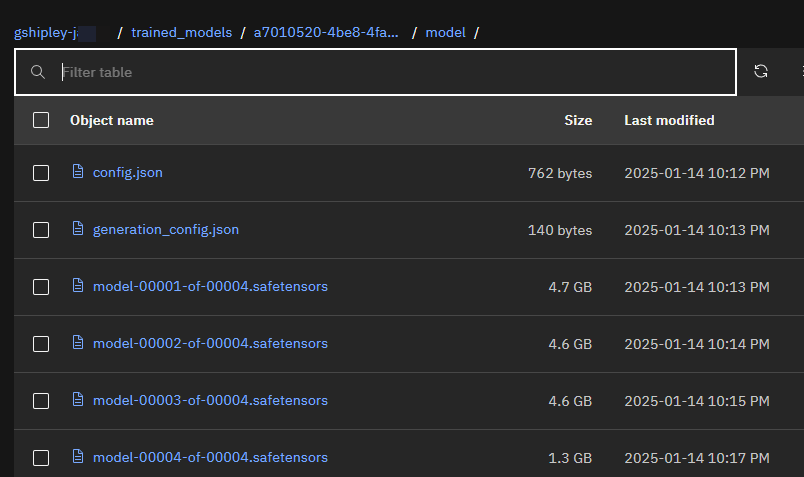 gshipley-j / trained_models / a7010520-4be8-4fa... / model /
Filter table
Object name Size Last modified
config.json 762 bytes 2025-01-14 10:12 PM
generation_config.json 140 bytes 2025-01-14 10:13 PM
model-00001-of-00004.safetensors 4.7 GB 2025-01-14 10:13 PM
model-00002-of-00004.safetensors 4.6 GB 2025-01-14 10:14 PM
model-00003-of-00004.safetensors 4.6 GB 2025-01-14 10:15 PM
model-00004-of-00004.safetensors 1.3 GB 2025-01-14 10:17 PM